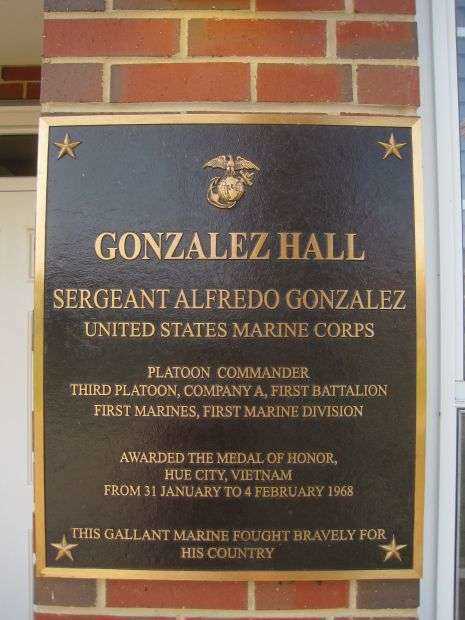 GONZALEZ HALL
SERGEANT ALFREDO GONZALEZ
UNITED STATES MARINE CORPS
PLATOON COMMANDER
THIRD PLATOON, COMPANY A, FIRST BATTALION
FIRST MARINES, FIRST MARINE DIVISION
AWARDED THE MEDAL OF HONOR,
HUE CITY, VIETNAM
FROM 31 JANUARY TO 4 FEBRUARY 1968
THIS GALLANT MARINE FOUGHT BRAVELY FOR
HIS COUNTRY